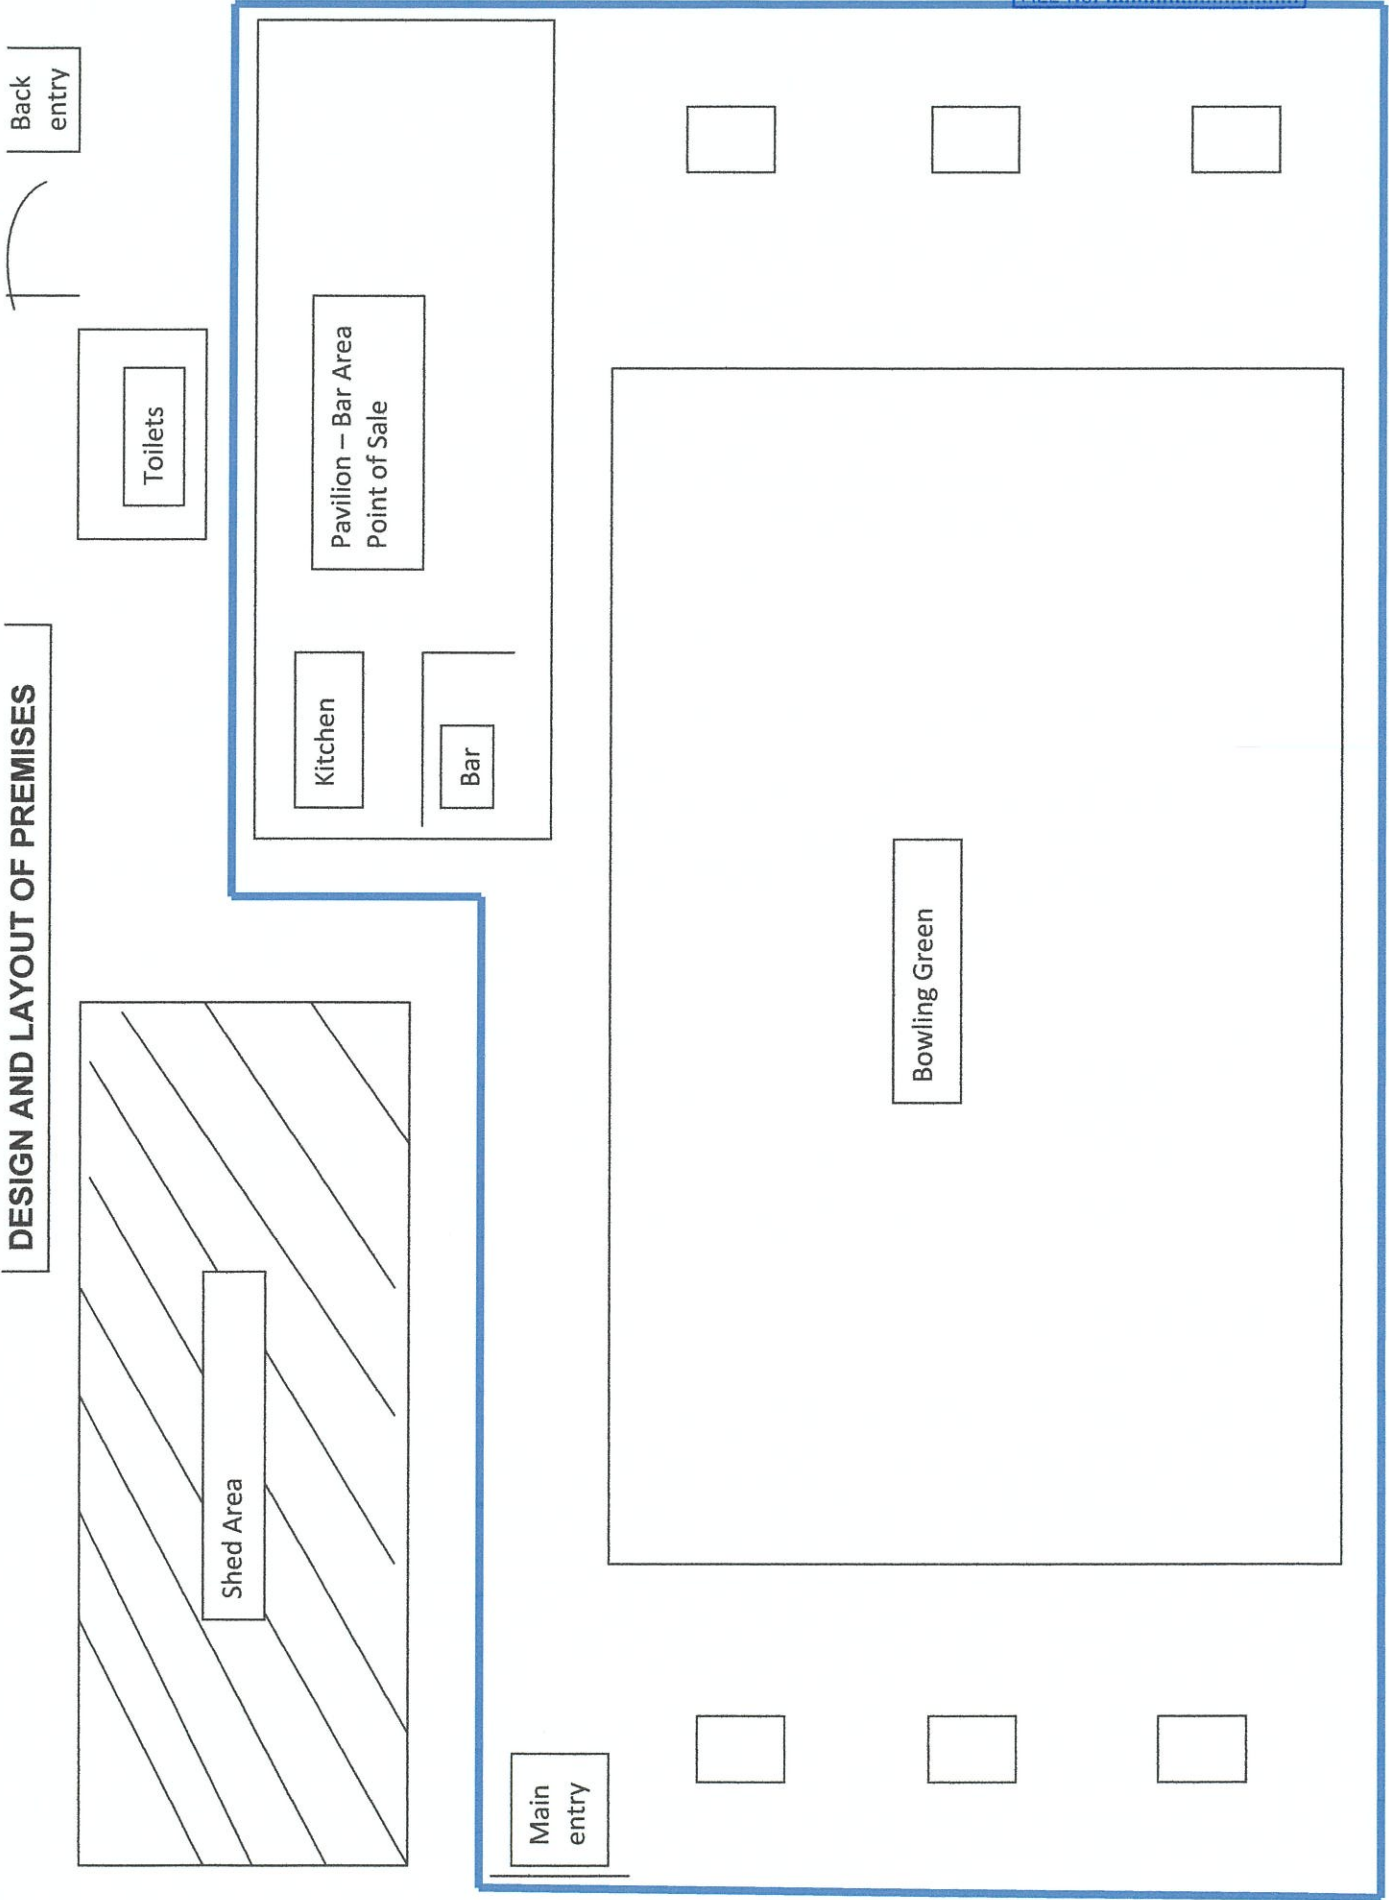 DESIGN AND LAYOUT OF PREMISES
Back
entry
Toilets
Shed Area
Kitchen
Pavilion – Bar Area
Point of Sale
Bar
Bowling Green
Main
entry